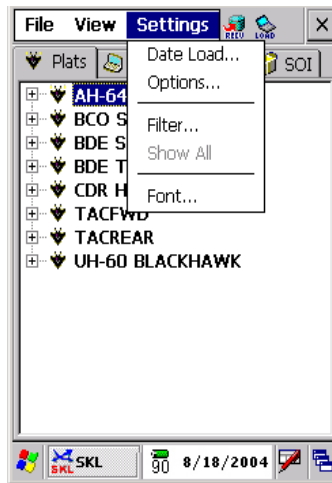 File View Settings RECV LOAD X
Plats SOI
Date Load...
Options...
Filter...
Show All
Font...
AH-64
BCO S
BDE S
BDE T
CDR H
TACFWD
TACREAR
UH-60 BLACKHAWK
SKL SKL 90 8/18/2004